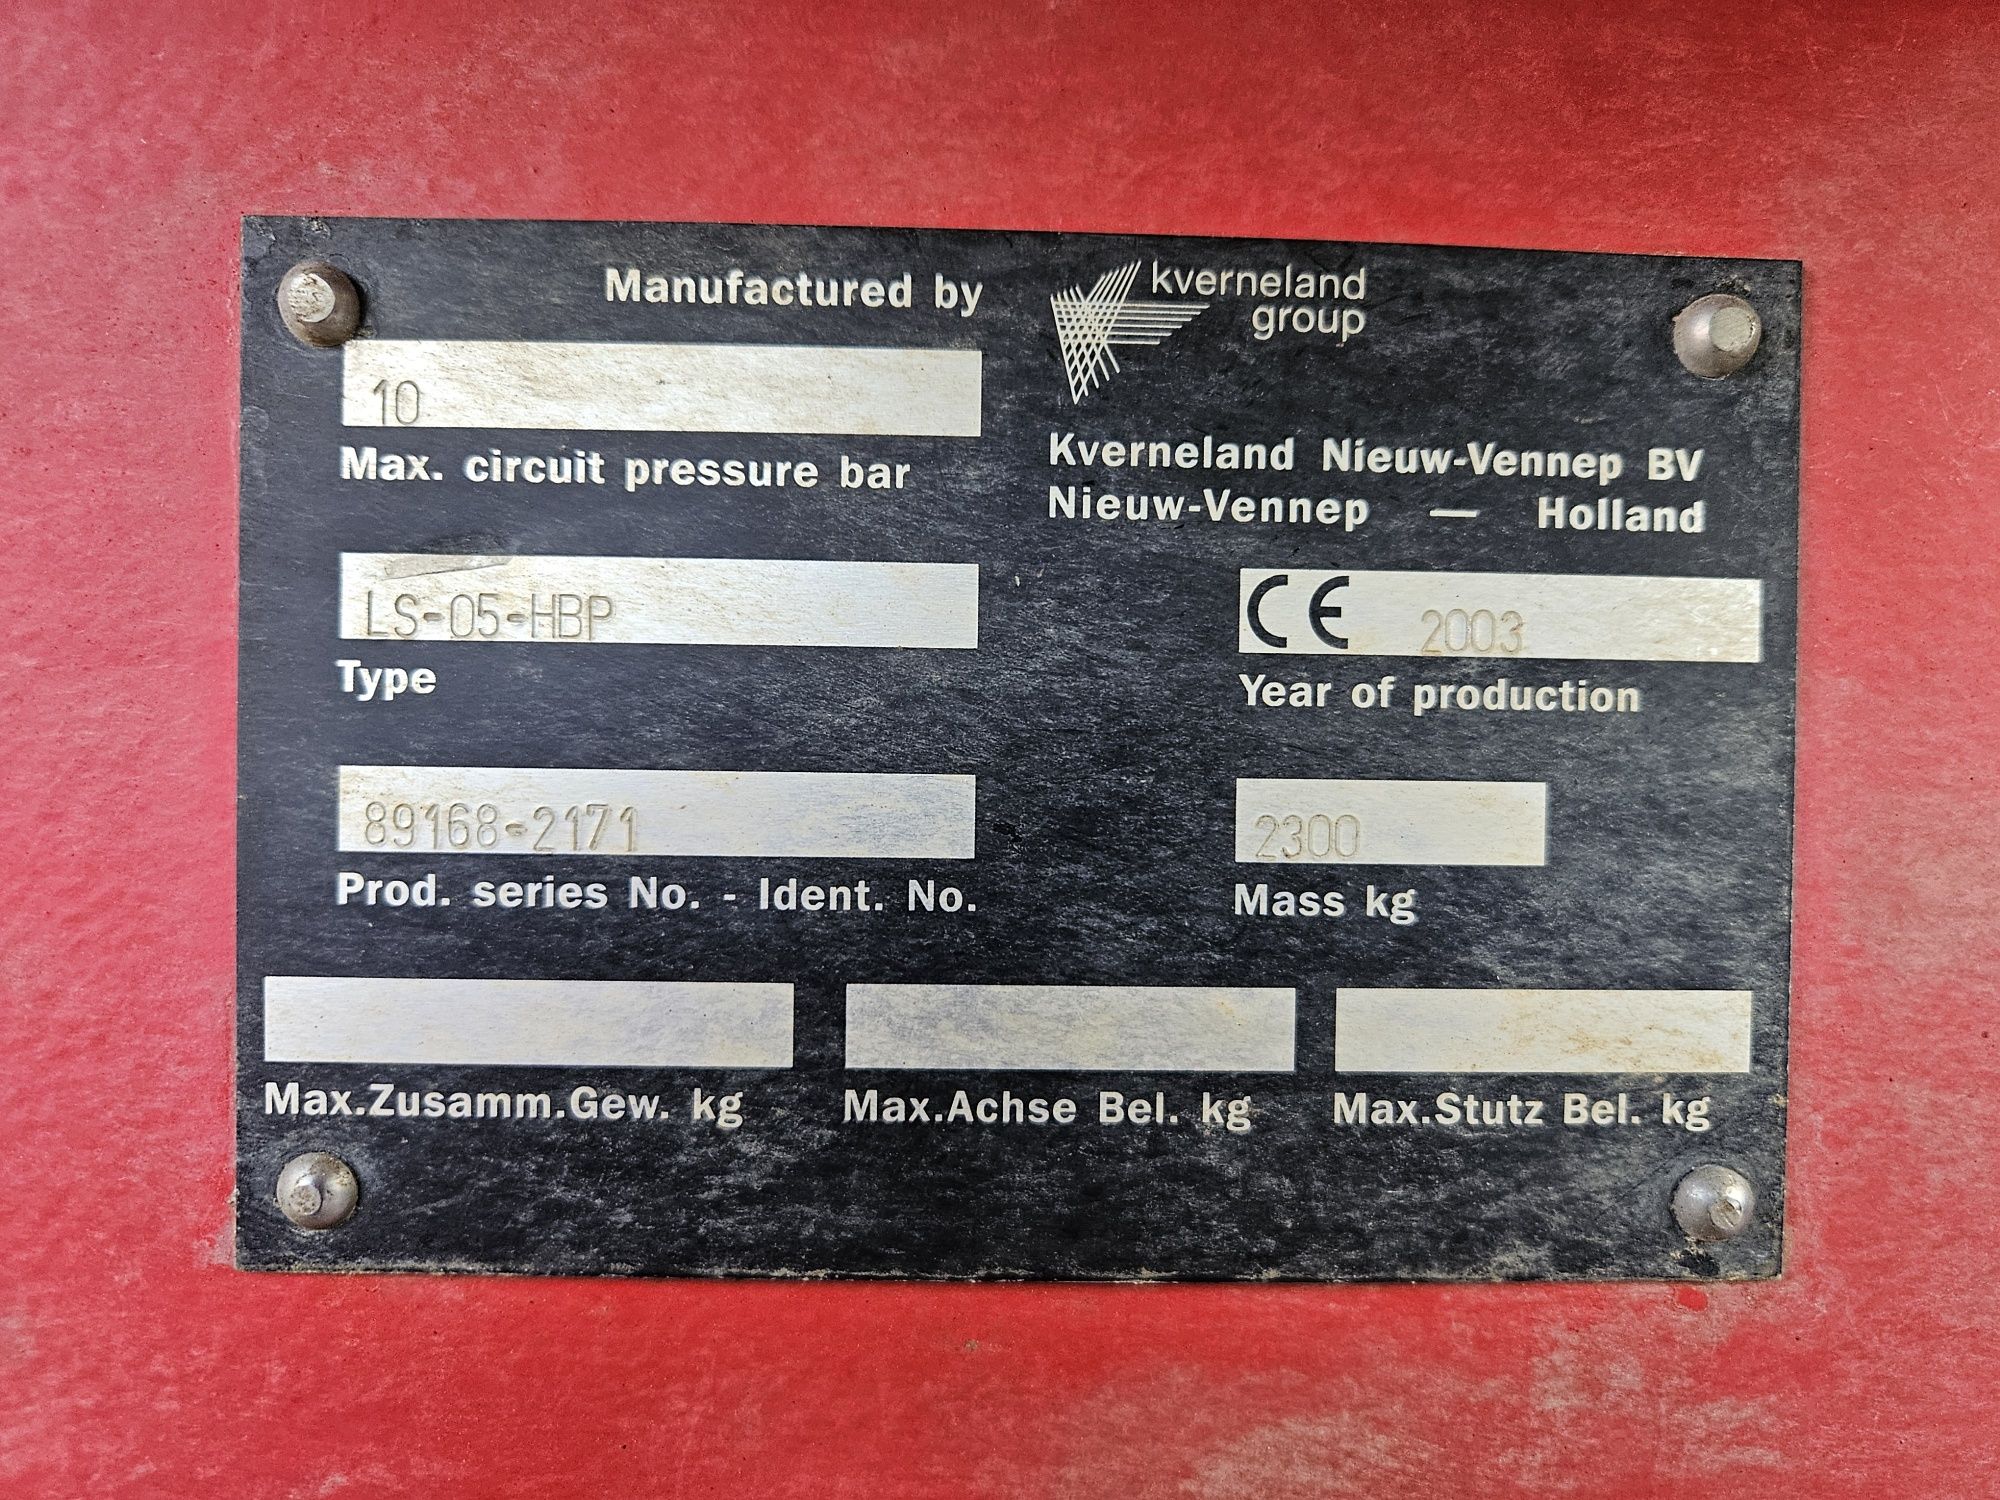 Manufactured by
kverneland
group
10
Max. circuit pressure bar
Kverneland Nieuw-Vennep BV
Nieuw-Vennep — Holland
LS-05-HBP
Type
CE 2003
Year of production
89168-2171
Prod. series No. - Ident. No.
2300
Mass kg
Max.Zusamm.Gew. kg
Max.Achse Bel. kg
Max.Stutz Bel. kg